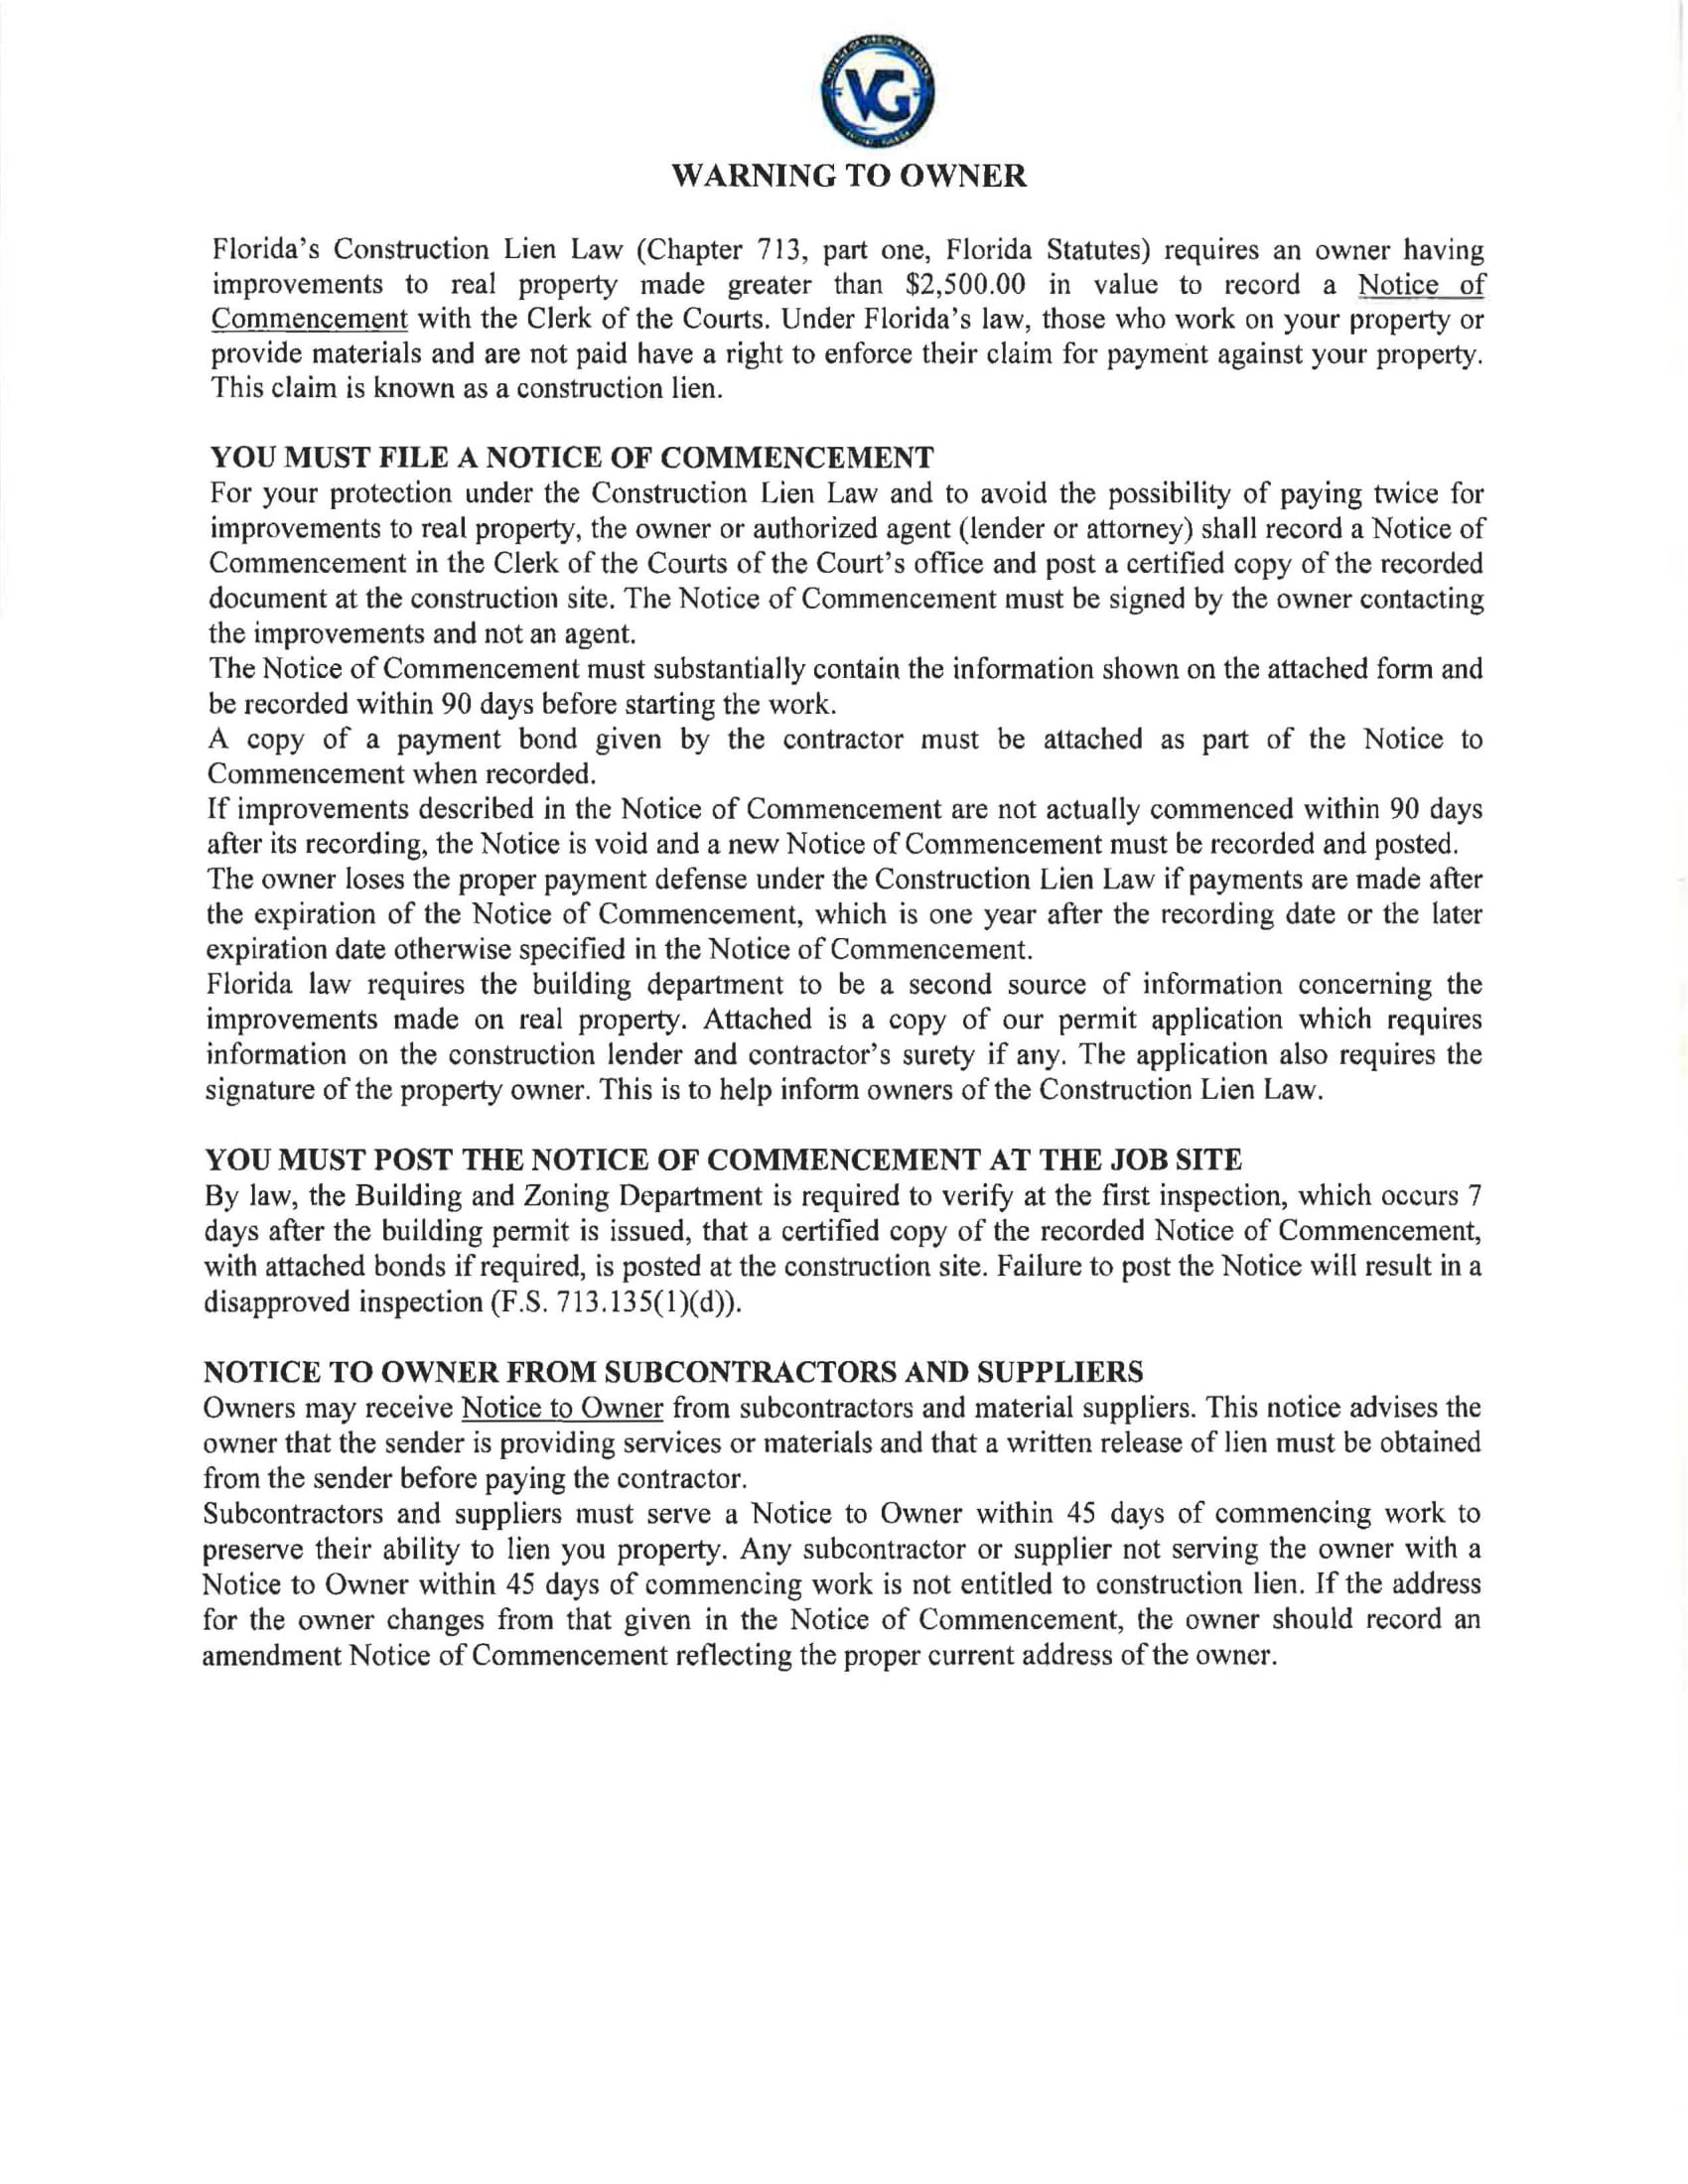 VG
WARNING TO OWNER
Florida's Construction Lien Law (Chapter 713, part one, Florida Statutes) requires an owner having
improvements to real property made greater than $2,500.00 in value to record a Notice of
Commencement with the Clerk of the Courts. Under Florida's law, those who work on your property or
provide materials and are not paid have a right to enforce their claim for payment against your property.
This claim is known as a construction lien.
YOU MUST FILE A NOTICE OF COMMENCEMENT
For your protection under the Construction Lien Law and to avoid the possibility of paying twice for
improvements to real property, the owner or authorized agent (lender or attorney) shall record a Notice of
Commencement in the Clerk of the Courts of the Court's office and post a certified copy of the recorded
document at the construction site. The Notice of Commencement must be signed by the owner contacting
the improvements and not an agent.
The Notice of Commencement must substantially contain the information shown on the attached form and
be recorded within 90 days before starting the work.
A copy of a payment bond given by the contractor must be attached as part of the Notice to
Commencement when recorded.
If improvements described in the Notice of Commencement are not actually commenced within 90 days
after its recording, the Notice is void and a new Notice of Commencement must be recorded and posted.
The owner loses the proper payment defense under the Construction Lien Law if payments are made after
the expiration of the Notice of Commencement, which is one year after the recording date or the later
expiration date otherwise specified in the Notice of Commencement.
Florida law requires the building department to be a second source of information concerning the
improvements made on real property. Attached is a copy of our permit application which requires
information on the construction lender and contractor's surety if any. The application also requires the
signature of the property owner. This is to help inform owners of the Construction Lien Law.
YOU MUST POST THE NOTICE OF COMMENCEMENT AT THE JOB SITE
By law, the Building and Zoning Department is required to verify at the first inspection, which occurs 7
days after the building permit is issued, that a certified copy of the recorded Notice of Commencement,
with attached bonds if required, is posted at the construction site. Failure to post the Notice will result in a
disapproved inspection (F.S. 713.135(1)(d)).
NOTICE TO OWNER FROM SUBCONTRACTORS AND SUPPLIERS
Owners may receive Notice to Owner from subcontractors and material suppliers. This notice advises the
owner that the sender is providing services or materials and that a written release of lien must be obtained
from the sender before paying the contractor.
Subcontractors and suppliers must serve a Notice to Owner within 45 days of commencing work to
preserve their ability to lien you property. Any subcontractor or supplier not serving the owner with a
Notice to Owner within 45 days of commencing work is not entitled to construction lien. If the address
for the owner changes from that given in the Notice of Commencement, the owner should record an
amendment Notice of Commencement reflecting the proper current address of the owner.